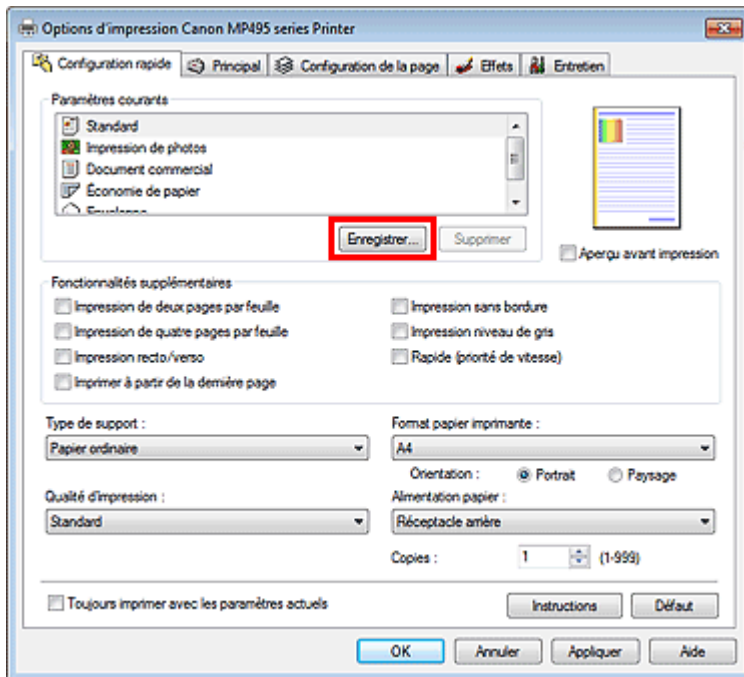 Options d'impression Canon MP495 series Printer
Configuration rapide Principal Configuration de la page Effets Entretien
Paramètres courants
Standard
Impression de photos
Document commercial
Économie de papier
Enregistrer... Supprimer
Aperçu avant impression
Fonctionnalités supplémentaires
Impression de deux pages par feuille
Impression sans bordure
Impression de quatre pages par feuille
Impression niveau de gris
Impression recto/verso
Rapide (priorité de vitesse)
Imprimer à partir de la dernière page
Type de support :
Papier ordinaire
Format papier imprimante :
A4
Orientation : Portrait Paysage
Qualité d'impression :
Standard
Alimentation papier :
Réceptacle arrière
Copies : 1 (1-999)
Toujours imprimer avec les paramètres actuels
Instructions Défaut
OK Annuler Appliquer Aide